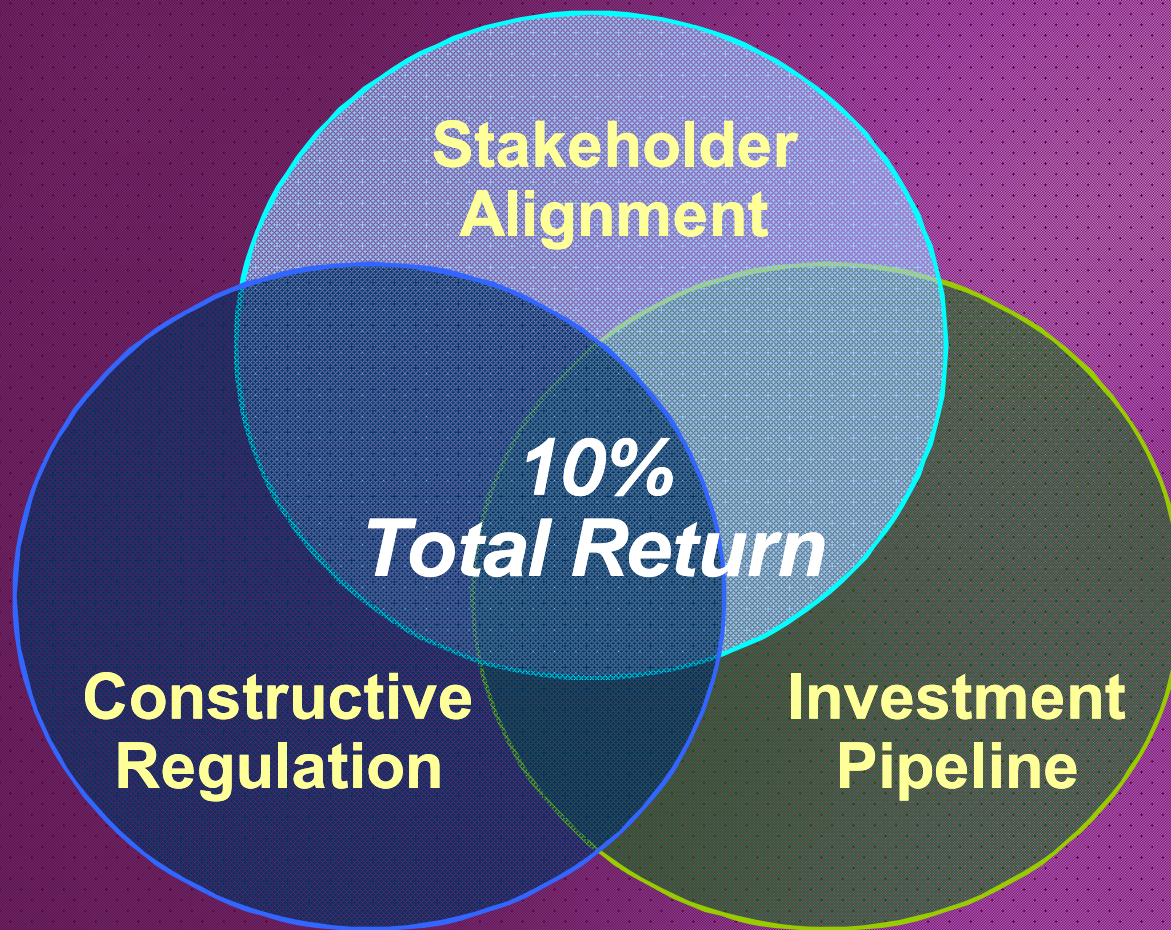 Stakeholder
Alignment
10%
Total Return
Constructive
Regulation
Investment
Pipeline